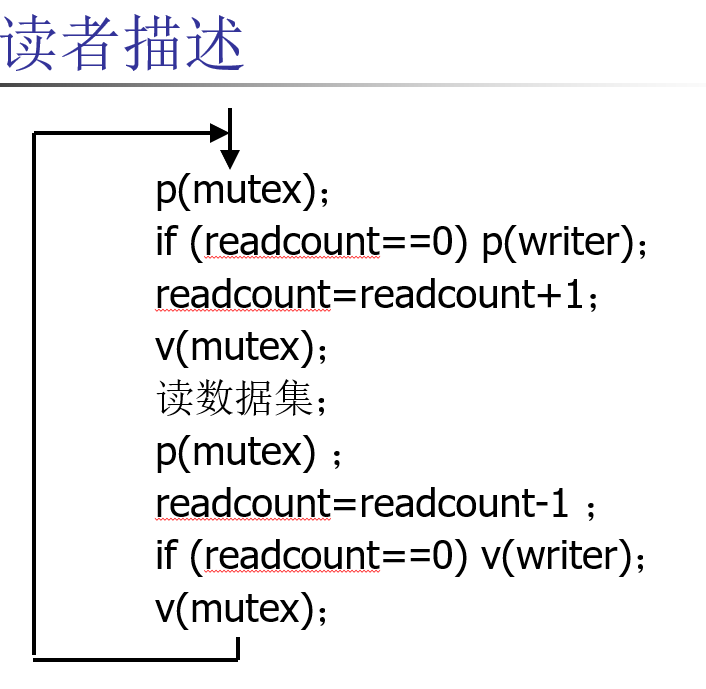 读者描述
p(mutex)；
if (readcount==0) p(writer)；
readcount=readcount+1；
v(mutex)；
读数据集；
p(mutex) ；
readcount=readcount-1 ；
if (readcount==0) v(writer)；
v(mutex)；